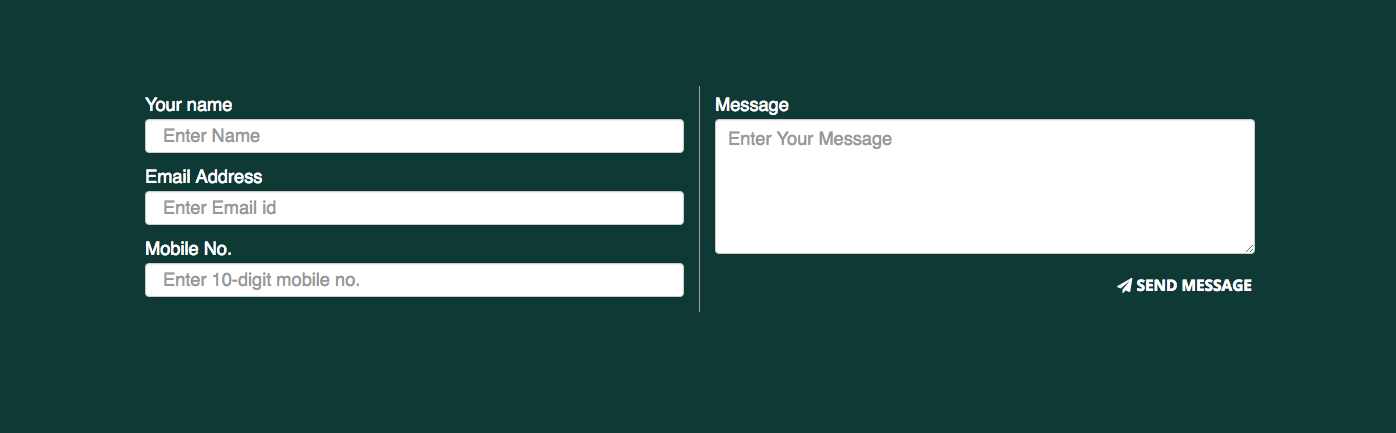 Your name
Enter Name
Email Address
Enter Email id
Mobile No.
Enter 10-digit mobile no.
Message
Enter Your Message
SEND MESSAGE